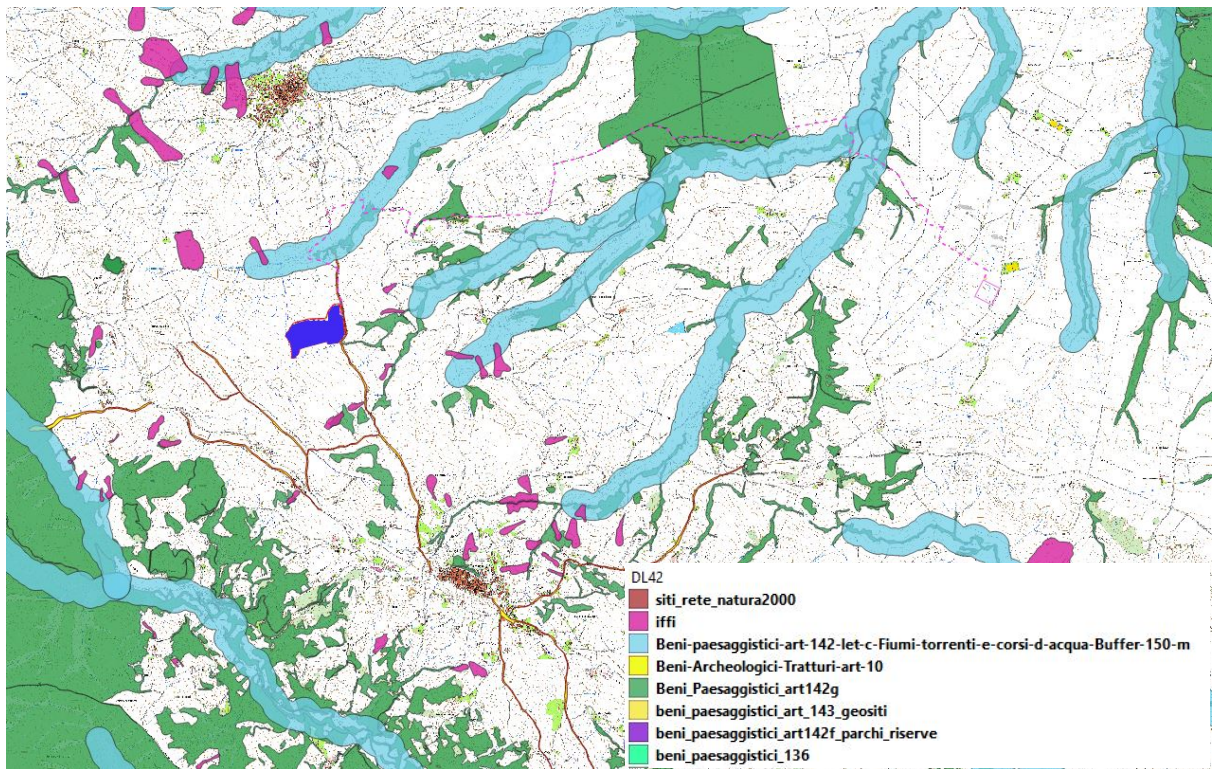 DL42
siti_rete_natura2000
iffi
Beni-paesaggistici-art-142-let-c-Fiumi-torrenti-e-corsi-d-acqua-Buffer-150-m
Beni-Archeologici-Tratturi-art-10
Beni_Paesaggistici_art142g
beni_paesaggistici_art_143_geositi
beni_paesaggistici_art142f_parchi_riserve
beni_paesaggistici_136